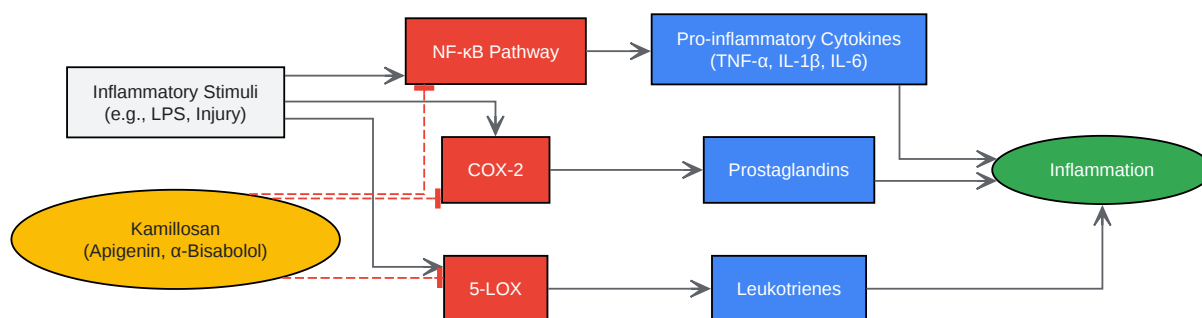 NF-κB Pathway
Pro-inflammatory Cytokines
(TNF-α, IL-1β, IL-6)
Inflammatory Stimuli
(e.g., LPS, Injury)
COX-2
Prostaglandins
Inflammation
Kamillosan
(Apigenin, α-Bisabolol)
5-LOX
Leukotrienes